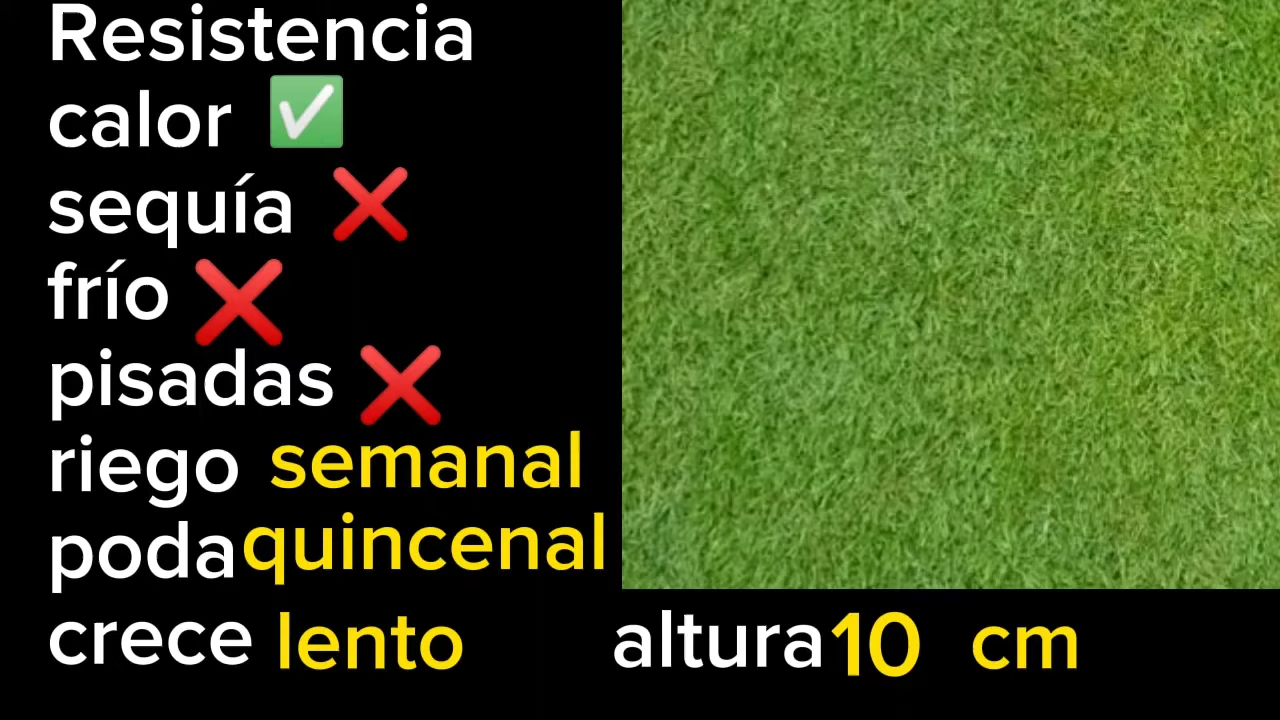 Resistencia
calor ✅
sequía ❌
frío ❌
pisadas ❌
riego semanal
poda quincenal
crece lento
altura 10 cm